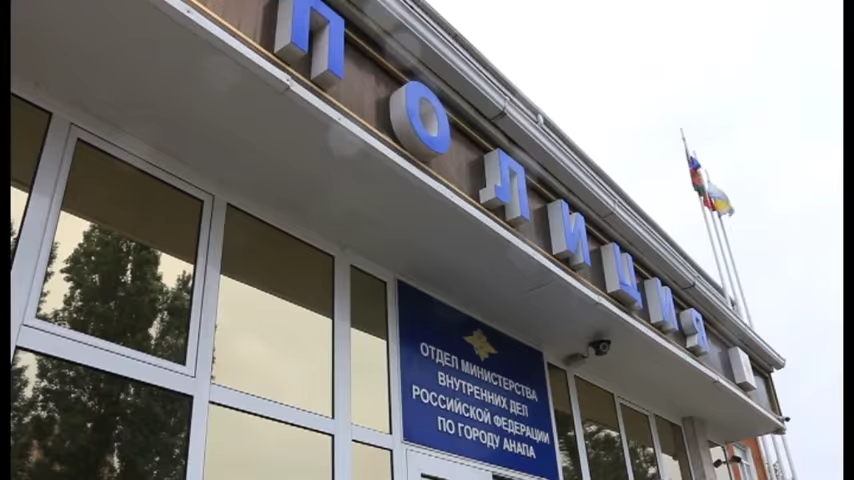 ПОЛИЦИЯ
ОТДЕЛ МИНИСТЕРСТВА
ВНУТРЕННИХ ДЕЛ
РОССИЙСКОЙ ФЕДЕРАЦИИ
ПО ГОРОДУ АНАПА